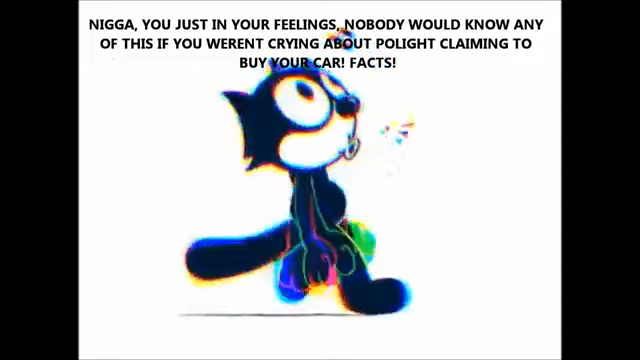 NIGGA, YOU JUST IN YOUR FEELINGS, NOBODY WOULD KNOW ANY
OF THIS IF YOU WERENT CRYING ABOUT POLIGHT CLAIMING TO
BUY YOUR CAR! FACTS!